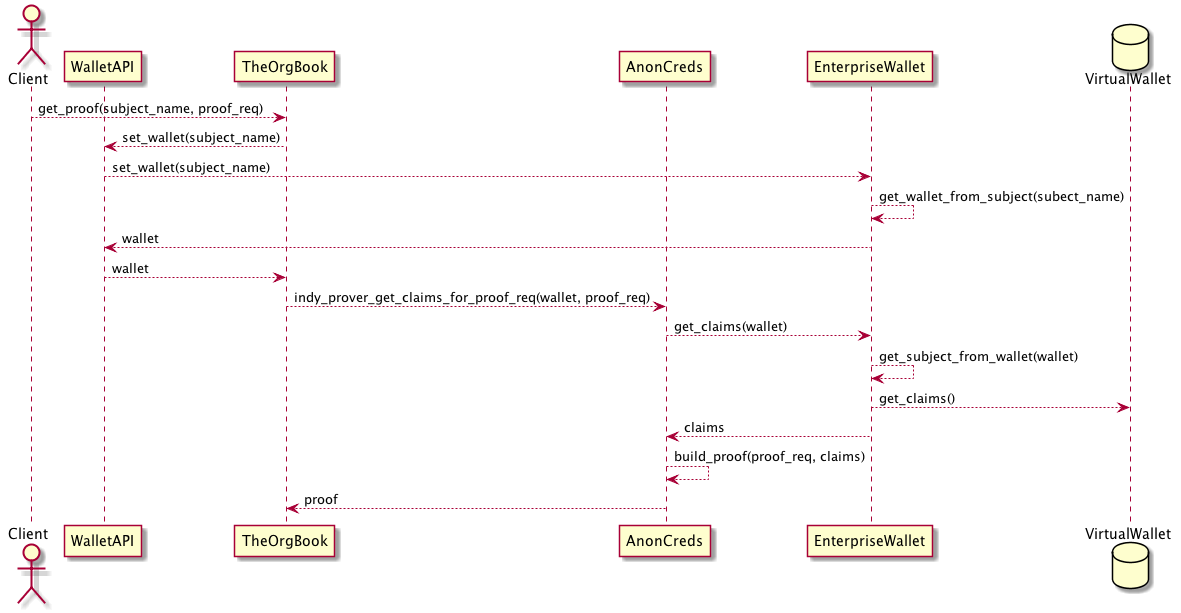 Client
WalletAPI
TheOrgBook
AnonCreds
EnterpriseWallet
VirtualWallet
get_proof(subject_name, proof_req)
set_wallet(subject_name)
set_wallet(subject_name)
get_wallet_from_subject(subect_name)
wallet
wallet
indy_prover_get_claims_for_proof_req(wallet, proof_req)
get_claims(wallet)
get_subject_from_wallet(wallet)
get_claims()
claims
build_proof(proof_req, claims)
proof
Client
WalletAPI
TheOrgBook
AnonCreds
EnterpriseWallet
VirtualWallet